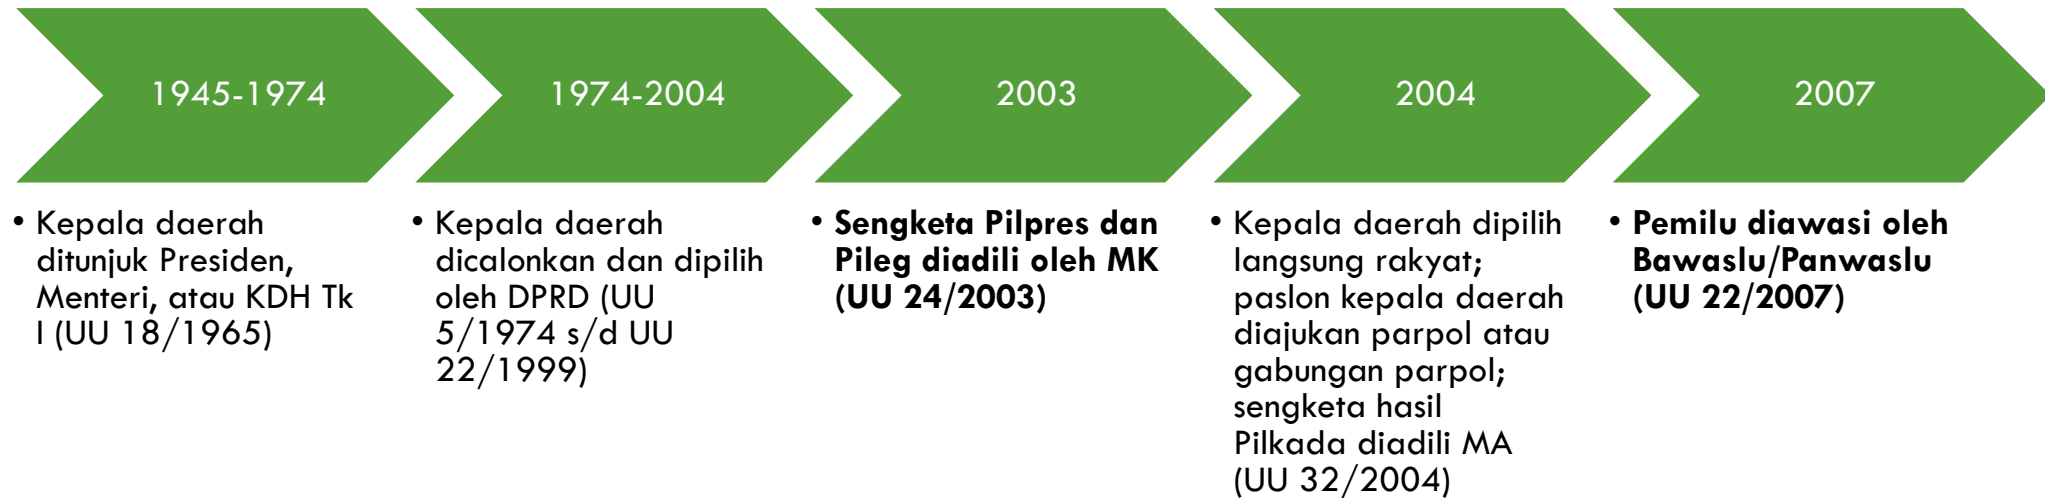 1945-1974
• Kepala daerah
ditunjuk Presiden,
Menteri, atau KDH Tk
I (UU 18/1965)
1974-2004
• Kepala daerah
dicalonkan dan dipilih
oleh DPRD (UU
5/1974 s/d UU
22/1999)
2003
• Sengketa Pilpres dan
Pileg diadili oleh MK
(UU 24/2003)
2004
• Kepala daerah dipilih
langsung rakyat;
paslon kepala daerah
diajukan parpol atau
gabungan parpol;
sengketa hasil
Pilkada diadili MA
(UU 32/2004)
2007
• Pemilu diawasi oleh
Bawaslu/Panwaslu
(UU 22/2007)